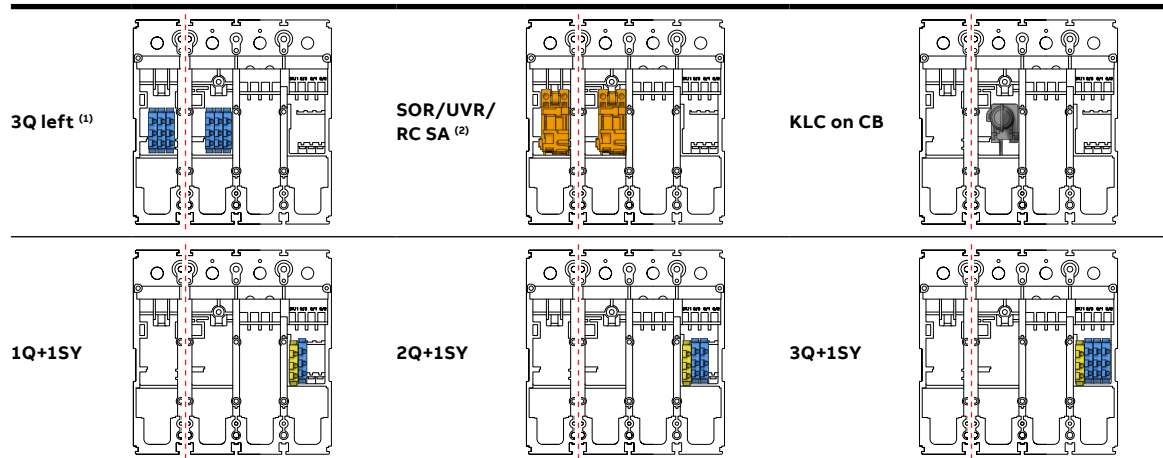 3Q left (1)
SOR/UVR/
RC SA (2)
KLC on CB
1Q+1SY
2Q+1SY
3Q+1SY